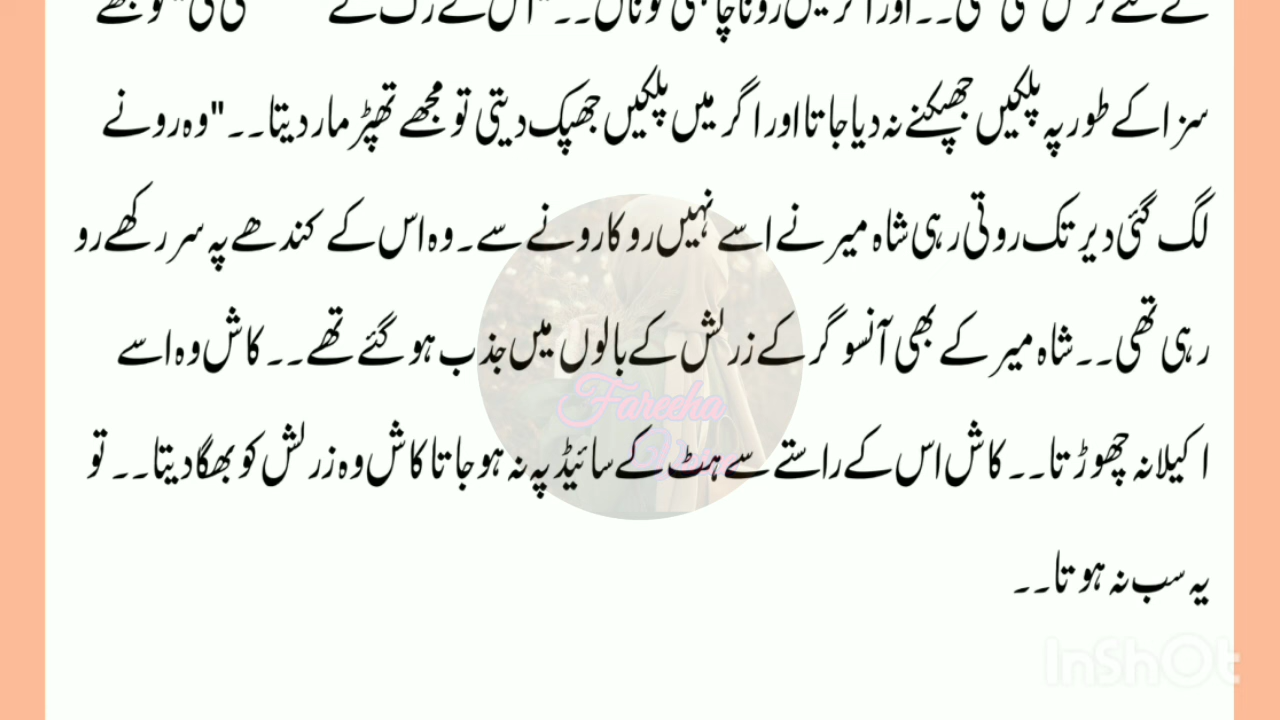 سزا کے طور پہ پلکیں جھپکنے نہ دیا جاتا اور اگر میں پلکیں جھپک دیتی تو مجھے تھپڑ مار دیتا۔۔"وہ رونے
لگ گئی دیر تک روتی رہی شاہ میر نے اسے نہیں روکا رونے سے۔ وہ اس کے کندھے پہ سر رکھے رو
رہی تھی۔۔ شاہ میر کے بھی آنسو گر کے زرلش کے بالوں میں جذب ہو گئے تھے۔۔ کاش وہ اسے
اکیلا نہ چھوڑتا۔۔ کاش اس کے راستے سے ہٹ کے سائیڈ پہ نہ ہو جاتا کاش وہ زرلش کو بھگا دیتا۔۔ تو
یہ سب نہ ہوتا۔۔
Fareeha
InShOt